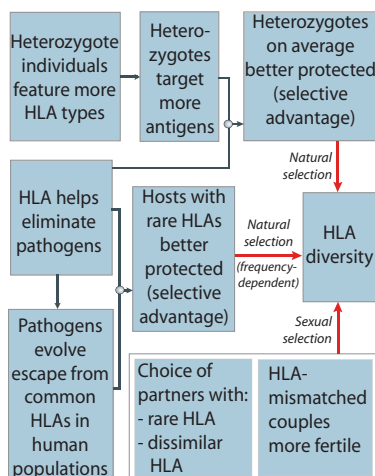 Heterozygote
individuals
feature more
HLA types
Hetero-
zygotes
target
more
antigens
Heterozygotes
on average
better protected
(selective
advantage)
Natural
selection
HLA helps
eliminate
pathogens
Hosts with
rare HLAs
better
protected
(selective
advantage)
Natural
selection
(frequency-
dependent)
HLA
diversity
Sexual
selection
Pathogens
evolve
escape from
common
HLAs in
human
populations
Choice of
partners with:
- rare HLA
- dissimilar
HLA
HLA-
mismatched
couples
more fertile